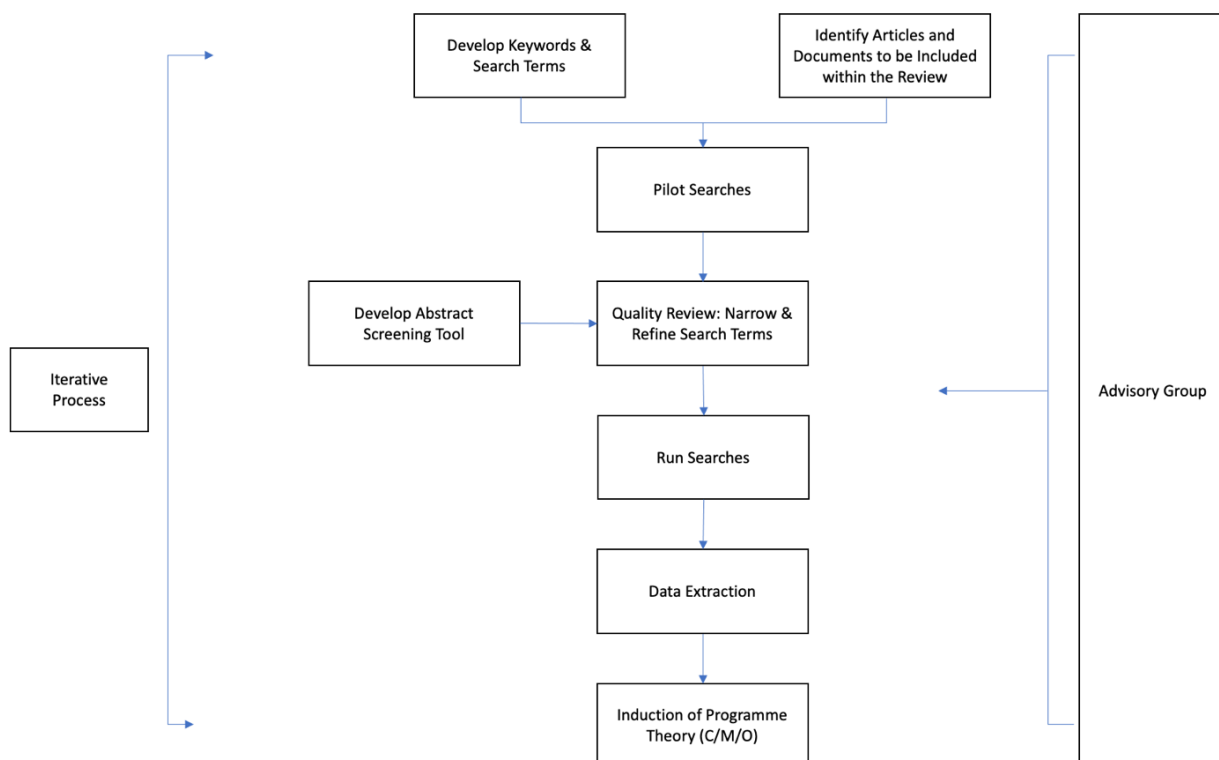 Develop Keywords &
Search Terms
Identify Articles and
Documents to be Included
within the Review
Pilot Searches
Develop Abstract
Screening Tool
Quality Review: Narrow &
Refine Search Terms
Iterative
Process
Advisory Group
Run Searches
Data Extraction
Induction of Programme
Theory (C/M/O)